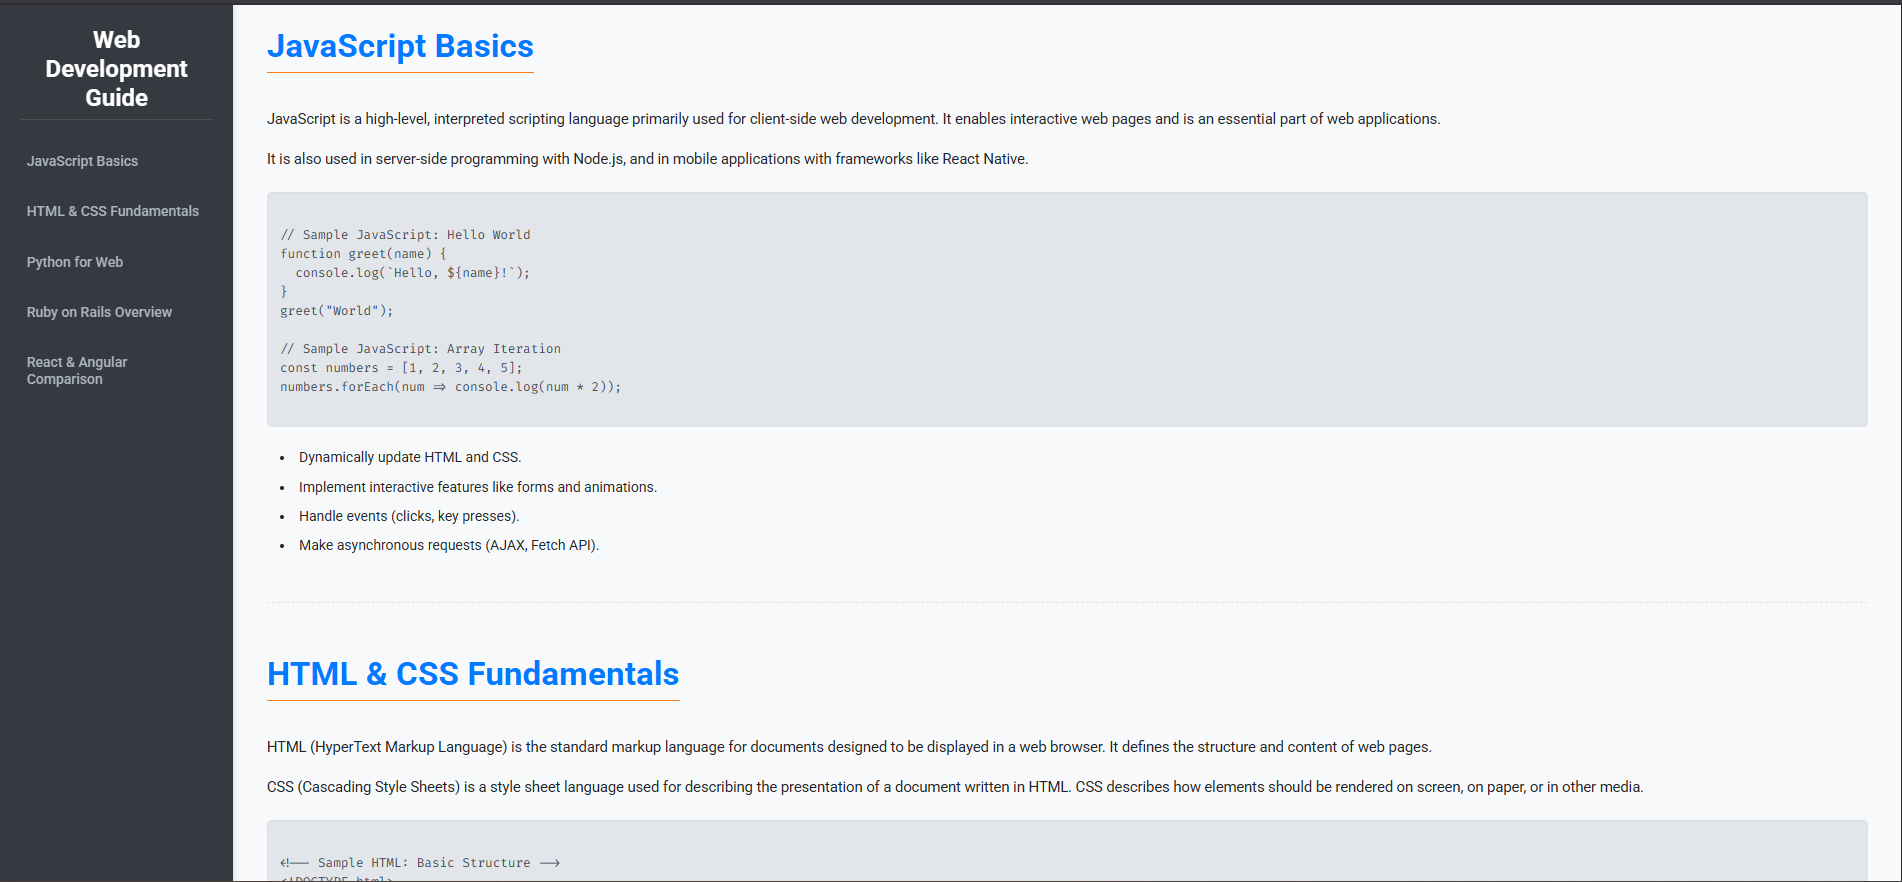 Web
Development
Guide
JavaScript Basics
HTML & CSS Fundamentals
Python for Web
Ruby on Rails Overview
React & Angular
Comparison
JavaScript Basics
JavaScript is a high-level, interpreted scripting language primarily used for client-side web development. It enables interactive web pages and is an essential part of web applications.
It is also used in server-side programming with Node.js, and in mobile applications with frameworks like React Native.
// Sample JavaScript: Hello World
function greet(name) {
  console.log(`Hello, ${name}!`);
}
greet("World");
// Sample JavaScript: Array Iteration
const numbers = [1, 2, 3, 4, 5];
numbers.forEach(num => console.log(num * 2));
• Dynamically update HTML and CSS.
• Implement interactive features like forms and animations.
• Handle events (clicks, key presses).
• Make asynchronous requests (AJAX, Fetch API).
HTML & CSS Fundamentals
HTML (HyperText Markup Language) is the standard markup language for documents designed to be displayed in a web browser. It defines the structure and content of web pages.
CSS (Cascading Style Sheets) is a style sheet language used for describing the presentation of a document written in HTML. CSS describes how elements should be rendered on screen, on paper, or in other media.
<!-- Sample HTML: Basic Structure -->
<!DOCTYPE html>